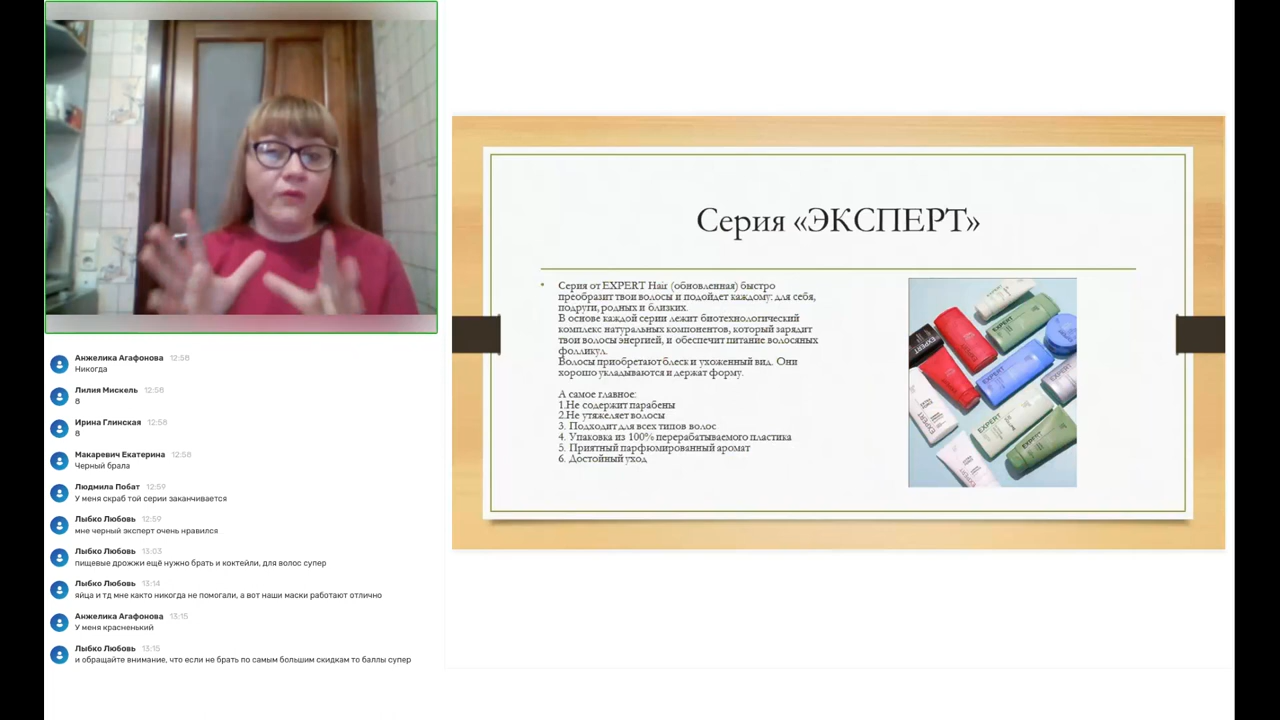 Анжелика Агафонова 12:58
Никогда
Лилия Мискель 12:58
8
Ирина Глинская 12:58
8
Макаревич Екатерина 12:58
Черный брала
Людмила Побат 12:59
У меня скраб той серии заканчивается
Лыбко Любовь 12:59
мне черный эксперт очень нравился
Лыбко Любовь 13:03
пищевые дрожжи ещё нужно брать и коктейли, для волос супер
Лыбко Любовь 13:14
яйца и тд мне както никогда не помогали, а вот наши маски работают отлично
Анжелика Агафонова 13:15
У меня красненький
Лыбко Любовь 13:15
и обращайте внимание, что если не брать по самым большим скидкам то баллы супер
Серия «ЭКСПЕРТ»
• Серия от EXPERT Hair (обновленная) быстро
преобразит твои волосы и подойдет каждому: для себя,
подруги, родных и близких.
В основе каждой серии лежит биотехнологический
комплекс натуральных компонентов, который зарядит
твои волосы энергией, и обеспечит питание волосяных
фолликул.
Волосы приобретают блеск и ухоженный вид. Они
хорошо укладываются и держат форму.
А самое главное:
1.Не содержит парабены
2.Не утяжеляет волосы
3. Подходит для всех типов волос
4. Упаковка из 100% перерабатываемого пластика
5. Приятный парфюмированный аромат
6. Достойный уход
EXPERT
EXPERT
EXPERT
EXPERT
EXPERT